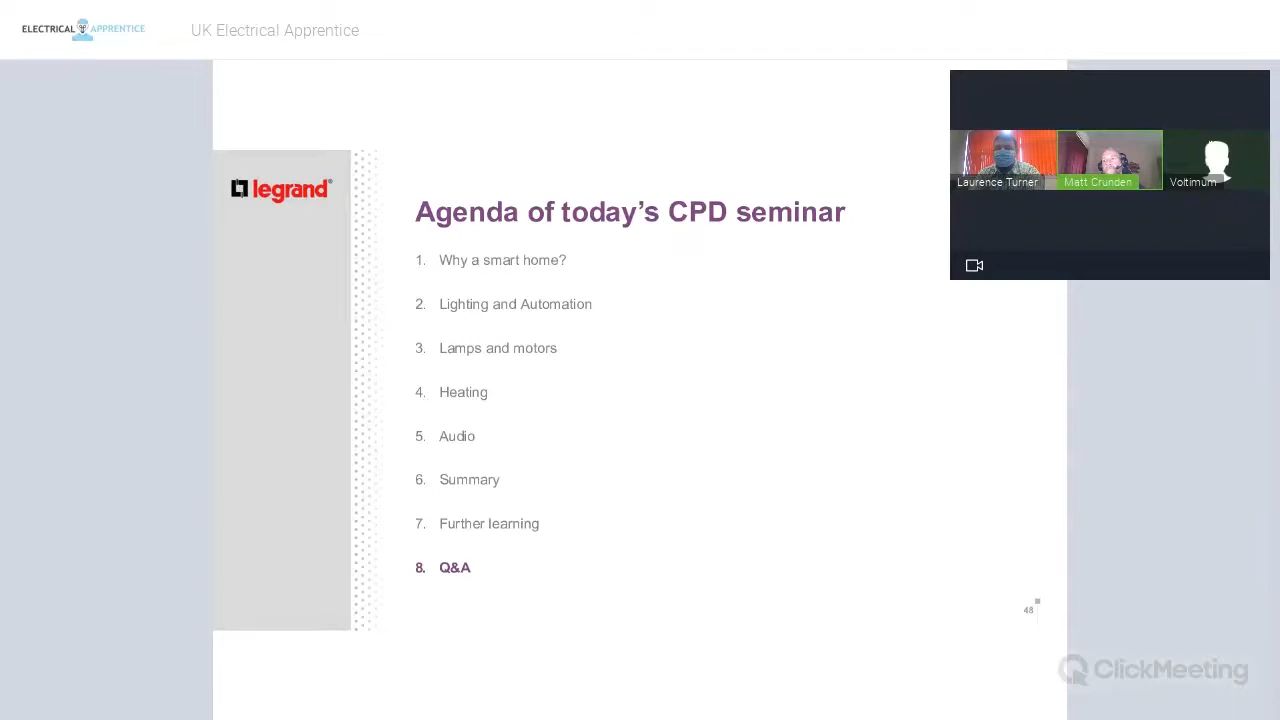 ELECTRICAL APPRENTICE
UK Electrical Apprentice
legrand®
Agenda of today's CPD seminar
1. Why a smart home?
2. Lighting and Automation
3. Lamps and motors
4. Heating
5. Audio
6. Summary
7. Further learning
8. Q&A
48
Laurence Turner
Matt Crunden
Voltimum
ClickMeeting